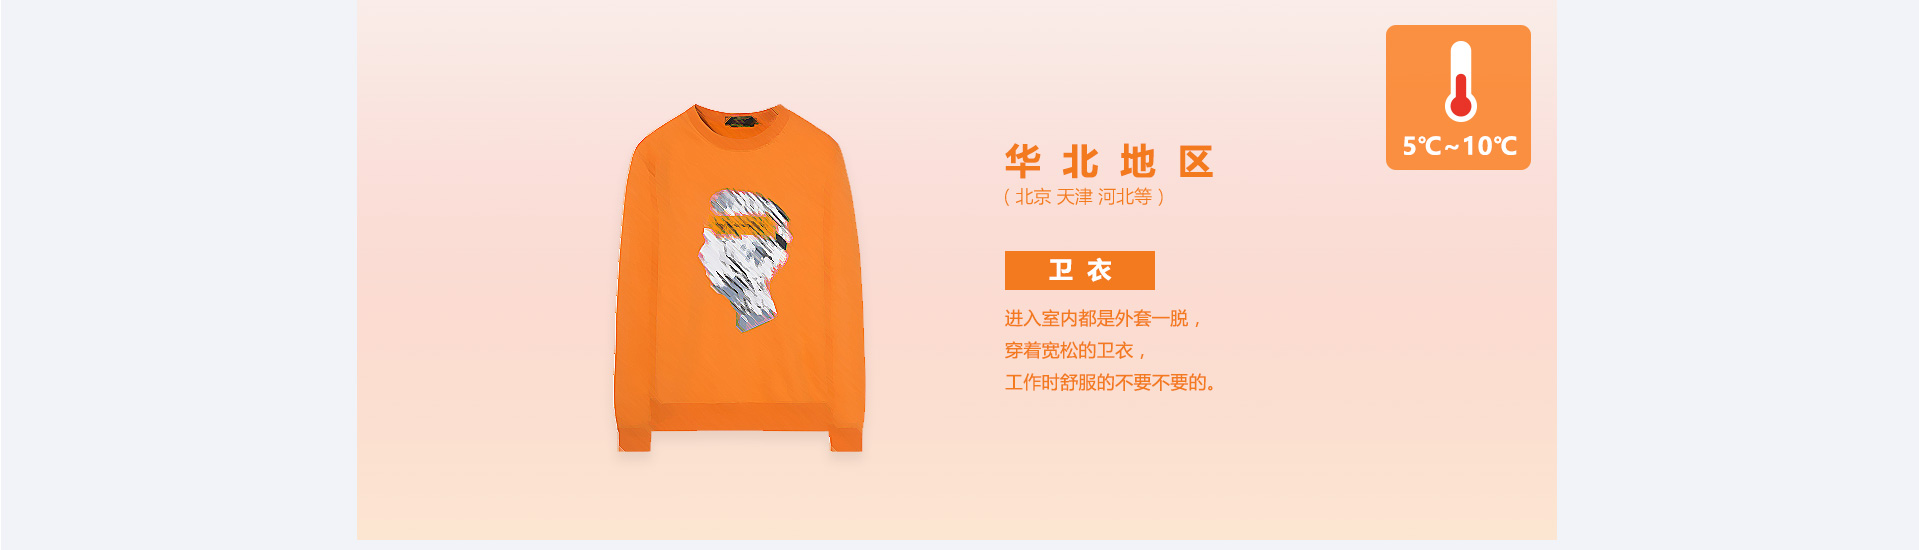 5℃~10℃
华北地区
（北京 天津 河北等）
卫衣
进入室内都是外套一脱，
穿着宽松的卫衣，
工作时舒服的不要不要的。